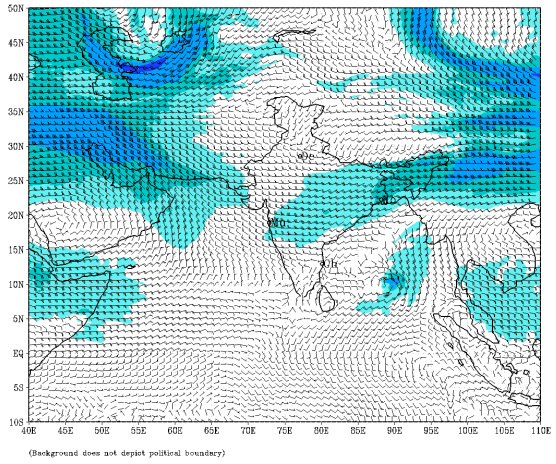 50N
45N
40N
35N
30N
De
25N
20N
15N
10N
5N
EQ
5S
10S
40E 45E 50E 55E 60E 65E 70E 75E 80E 85E 90E 95E 100E 105E 110E
(Background does not depict political boundary)